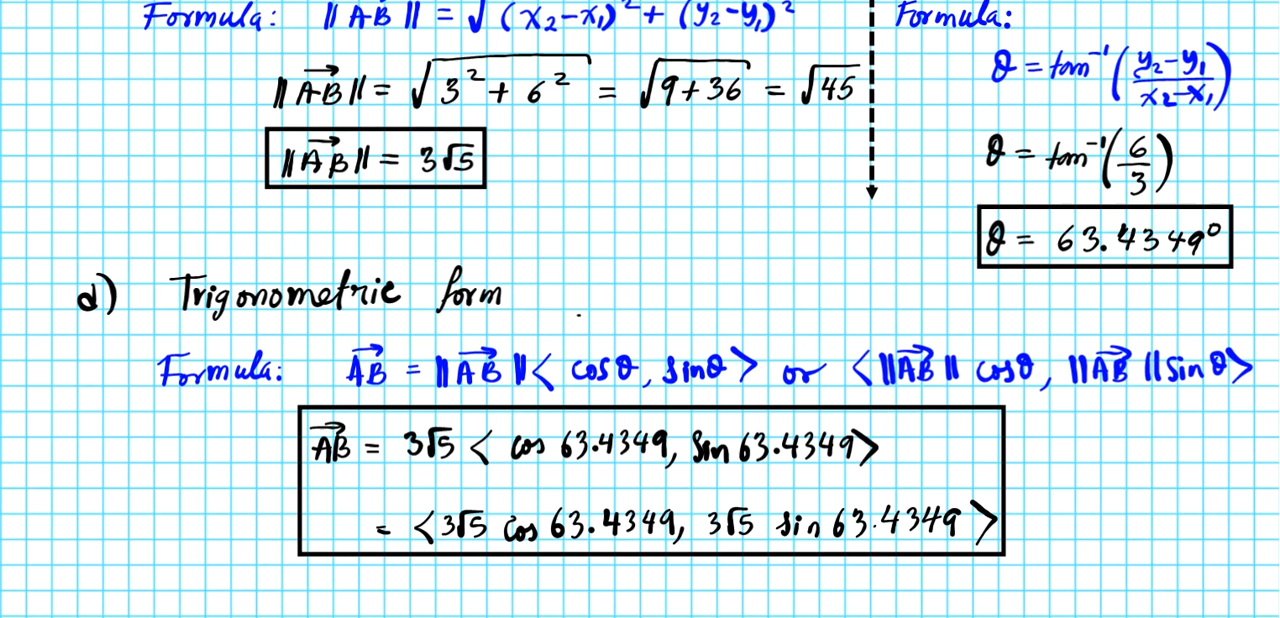 Formula: ||AB→|| = √(x₂-x₁)² + (y₂-y₁)²
||AB→|| = √(3² + 6²) = √(9+36) = √45
||AB→|| = 3√5
Formula:
θ = tan⁻¹((y₂-y₁)/(x₂-x₁))
θ = tan⁻¹(6/3)
θ = 63.4349°
d) Trigonometric form
Formula: AB→ = ||AB→||< cosθ, sinθ> or <||AB→|| cosθ, ||AB→|| sinθ>
AB→ = 3√5 < cos 63.4349, sin 63.4349>
= <3√5 cos 63.4349, 3√5 sin 63.4349>